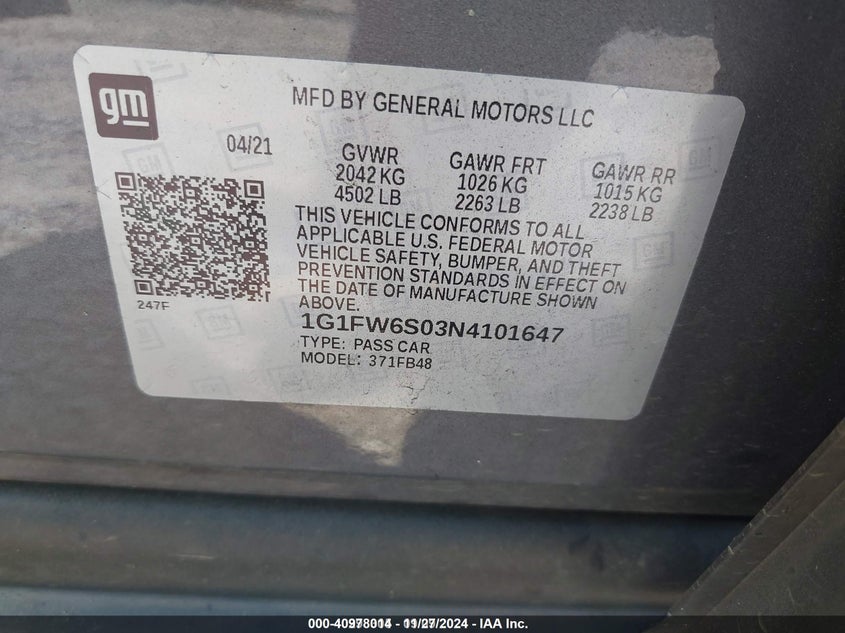 gm
MFD BY GENERAL MOTORS LLC
04/21
GVWR
2042 KG
4502 LB
GAWR FRT
1026 KG
2263 LB
GAWR RR
1015 KG
2238 LB
THIS VEHICLE CONFORMS TO ALL
APPLICABLE U.S. FEDERAL MOTOR
VEHICLE SAFETY, BUMPER, AND THEFT
PREVENTION STANDARDS IN EFFECT ON
THE DATE OF MANUFACTURE SHOWN
ABOVE.
247F
1G1FW6S03N4101647
TYPE: PASS CAR
MODEL: 371FB48
- IAA Inc.